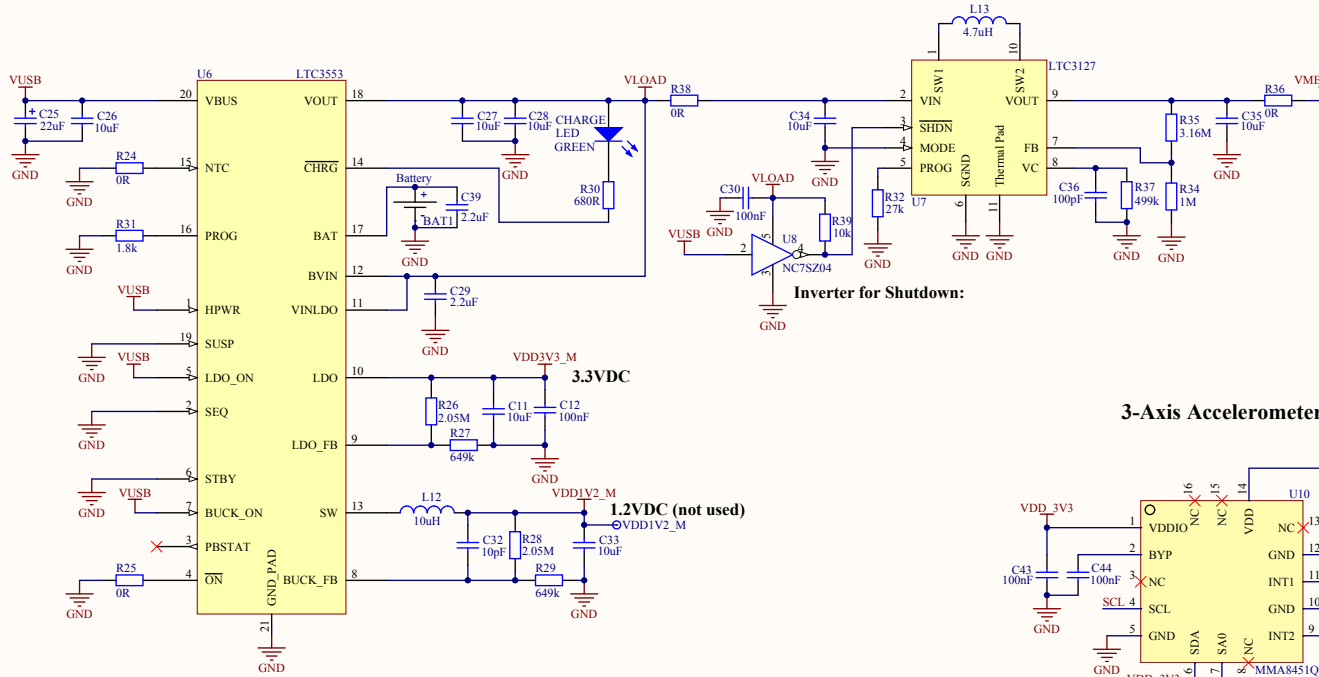 L13
4.7uH
U6
LTC3553
VUSB
20
VBUS
VOUT
18
C25
22uF
C26
10uF
GND
GND
R24
0R
15
NTC
GND
R31
1.8k
16
PROG
GND
VUSB
1
HPWR
19
SUSP
GND
VUSB
5
LDO_ON
2
SEQ
GND
6
STBY
GND
VUSB
7
BUCK_ON
3
PBSTAT
R25
0R
4
ON
GND
GND_PAD
21
GND
C27
10uF
C28
10uF
GND
CHARGE
LED
GREEN
R30
680R
CHRG
14
Battery
+
BAT1
C39
2.2uF
GND
BAT
17
BVIN
12
VINLDO
11
C29
2.2uF
GND
LDO
10
VDD3V3_M
3.3VDC
R26
2.05M
C11
10uF
C12
100nF
R27
649k
LDO_FB
9
GND
SW
13
L12
10uH
VDD1V2_M
1.2VDC (not used)
VDD1V2_M
C32
10pF
R28
2.05M
C33
10uF
R29
649k
BUCK_FB
8
GND
VLOAD
R38
0R
C34
10uF
GND
1
10
SW1
SW2
LTC3127
2
VIN
VOUT
9
3
SHDN
4
MODE
FB
7
5
PROG
VC
8
SGND
Thermal Pad
U7
6
11
GND
GND
R32
27k
GND
C30
100nF
GND
VLOAD
R39
10k
VUSB
2
5
U8
4
NC7SZ04
3
GND
Inverter for Shutdown:
R35
3.16M
C35
10uF
GND
R36
0R
C36
100pF
R37
499k
GND
R34
1M
GND
3-Axis Accelerometer
VDD_3V3
C43
100nF
C44
100nF
GND
16
15
14
U10
NC
NC
VDD
1
VDDIO
NC
13
2
BYP
GND
12
3
NC
INT1
11
SCL
4
SCL
GND
10
5
GND
INT2
9
GND
SDA
SA0
NC
6
7
8
MMA8451Q
VDD_3V3